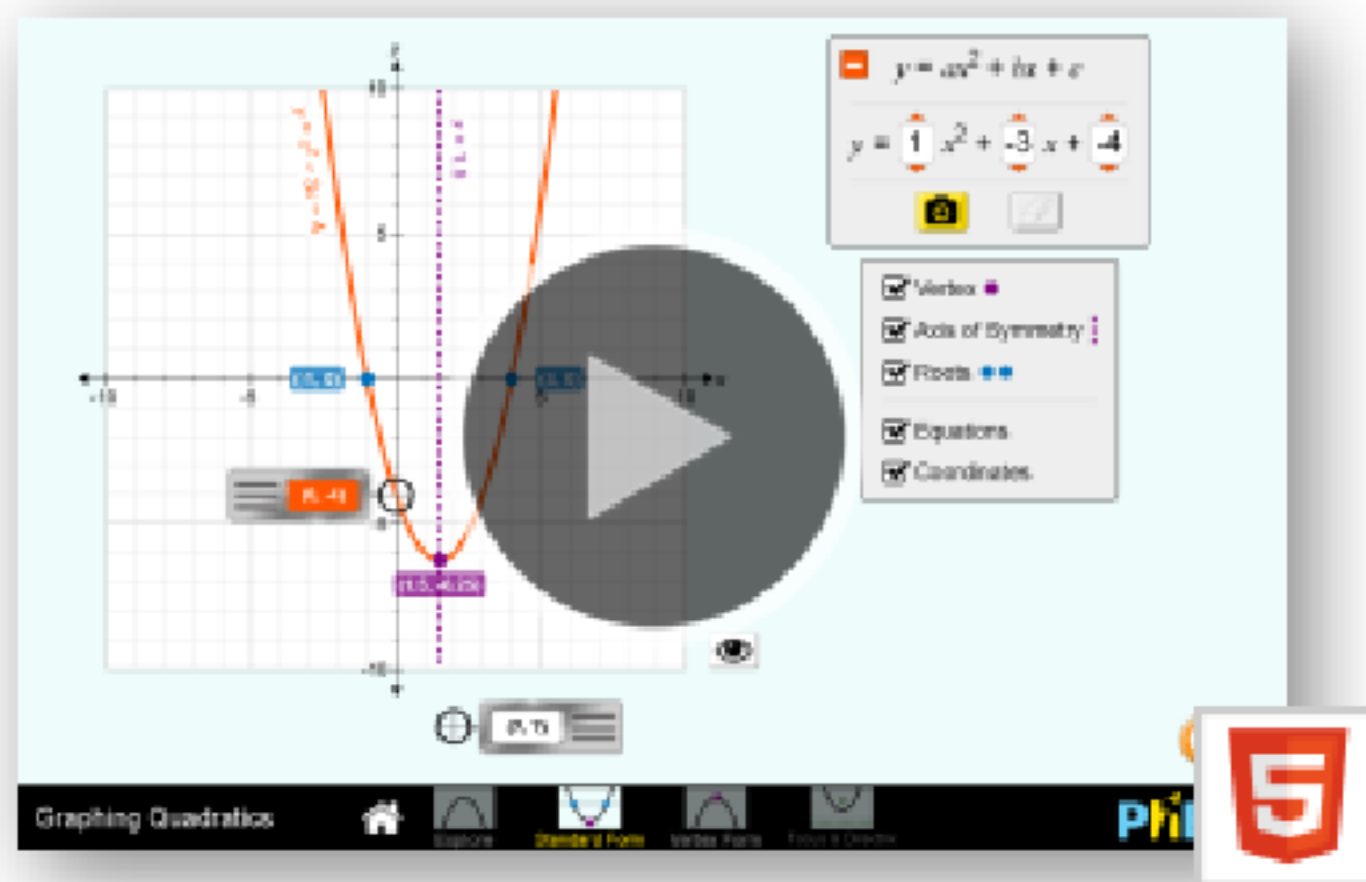 y = ax² + bx + c
y = 1 x² + -3 x + -4
10
5
-10
-5
-10
Vertex
Axis of Symmetry
Roots
Equations
Coordinates
(0, -4)
(1.5, -6.25)
(?, ?)
Graphing Quadratics
Explore
Standard Form
Vertex Form
5